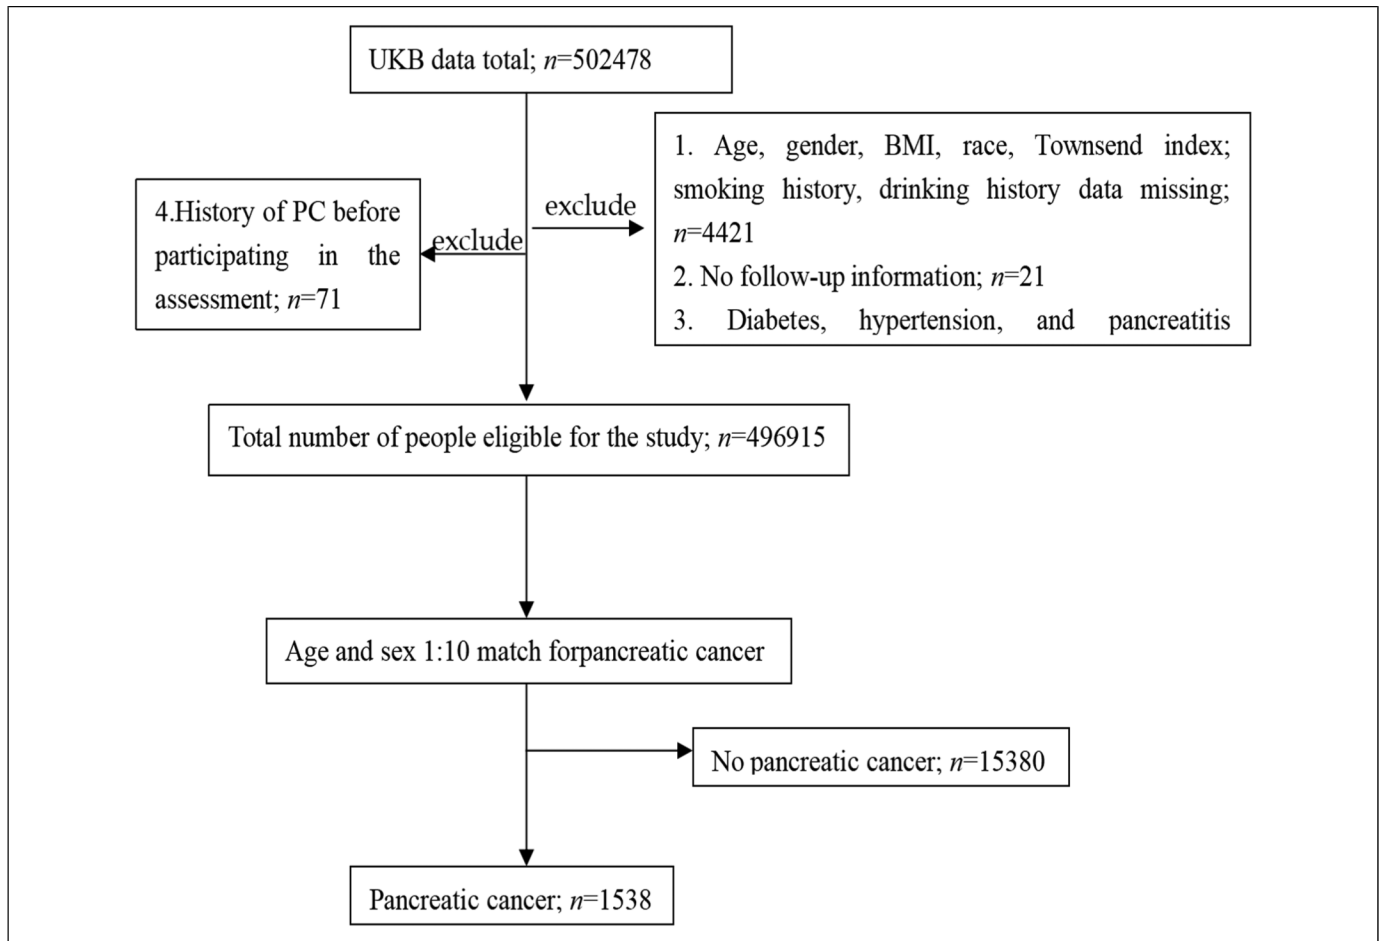 UKB data total; n=502478
1. Age, gender, BMI, race, Townsend index;
smoking history, drinking history data missing;
n=4421
2. No follow-up information; n=21
3. Diabetes, hypertension, and pancreatitis
exclude
4.History of PC before
participating in the
assessment; n=71
exclude
Total number of people eligible for the study; n=496915
Age and sex 1:10 match forpancreatic cancer
No pancreatic cancer; n=15380
Pancreatic cancer; n=1538